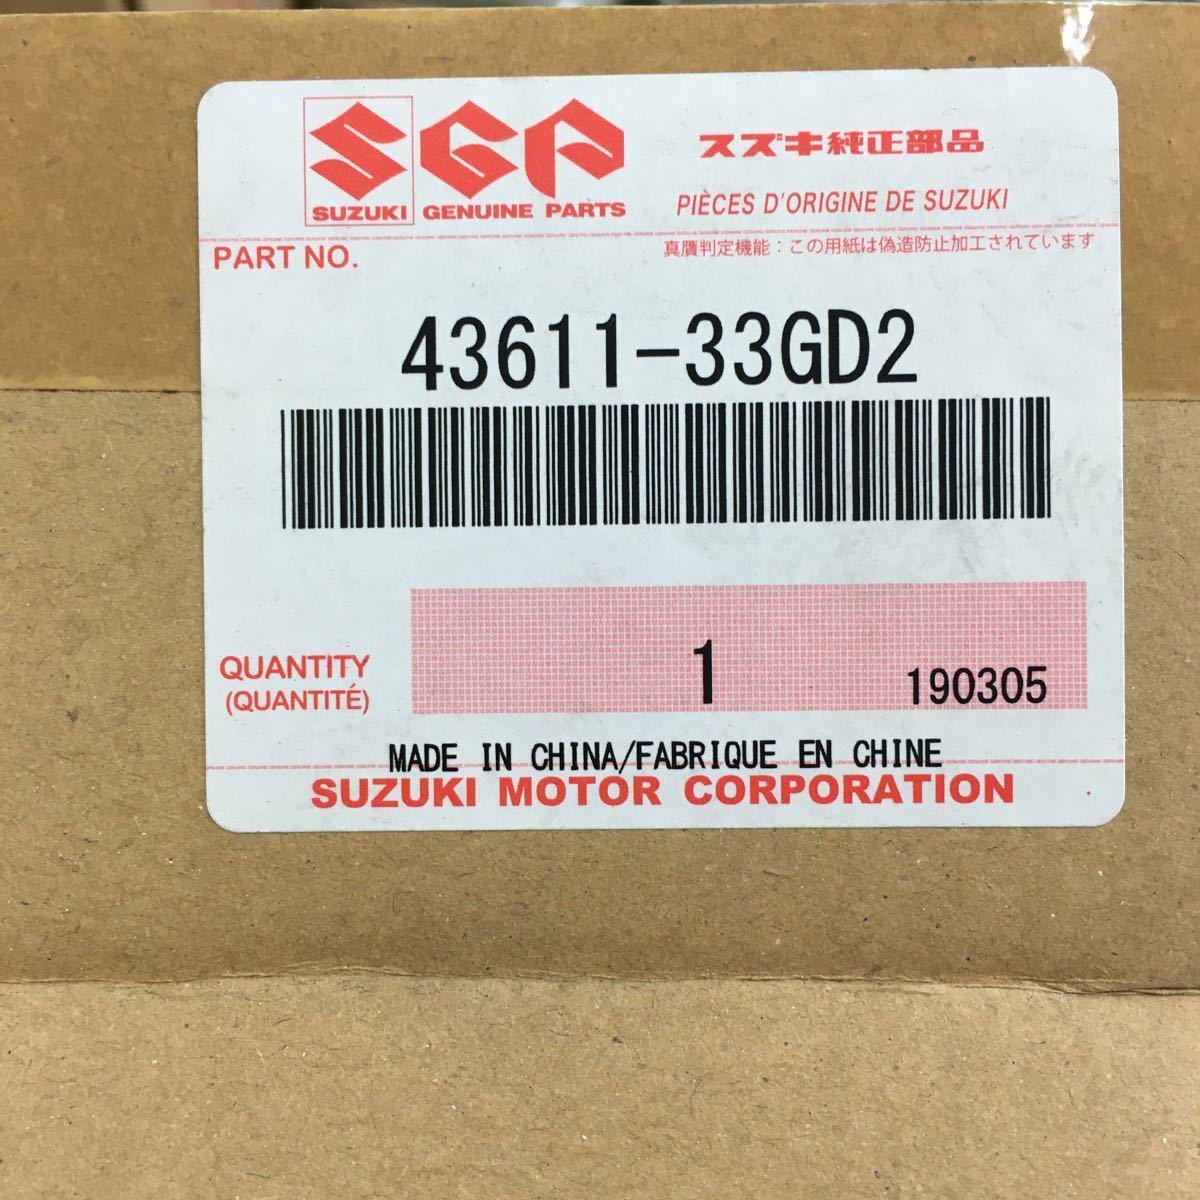 SGP
SUZUKI GENUINE PARTS
スズキ純正部品
PIÈCES D'ORIGINE DE SUZUKI
PART NO.
真贋判定機能：この用紙は偽造防止加工されています
43611-33GD2
QUANTITY
(QUANTITÉ)
1
190305
MADE IN CHINA/FABRIQUE EN CHINE
SUZUKI MOTOR CORPORATION